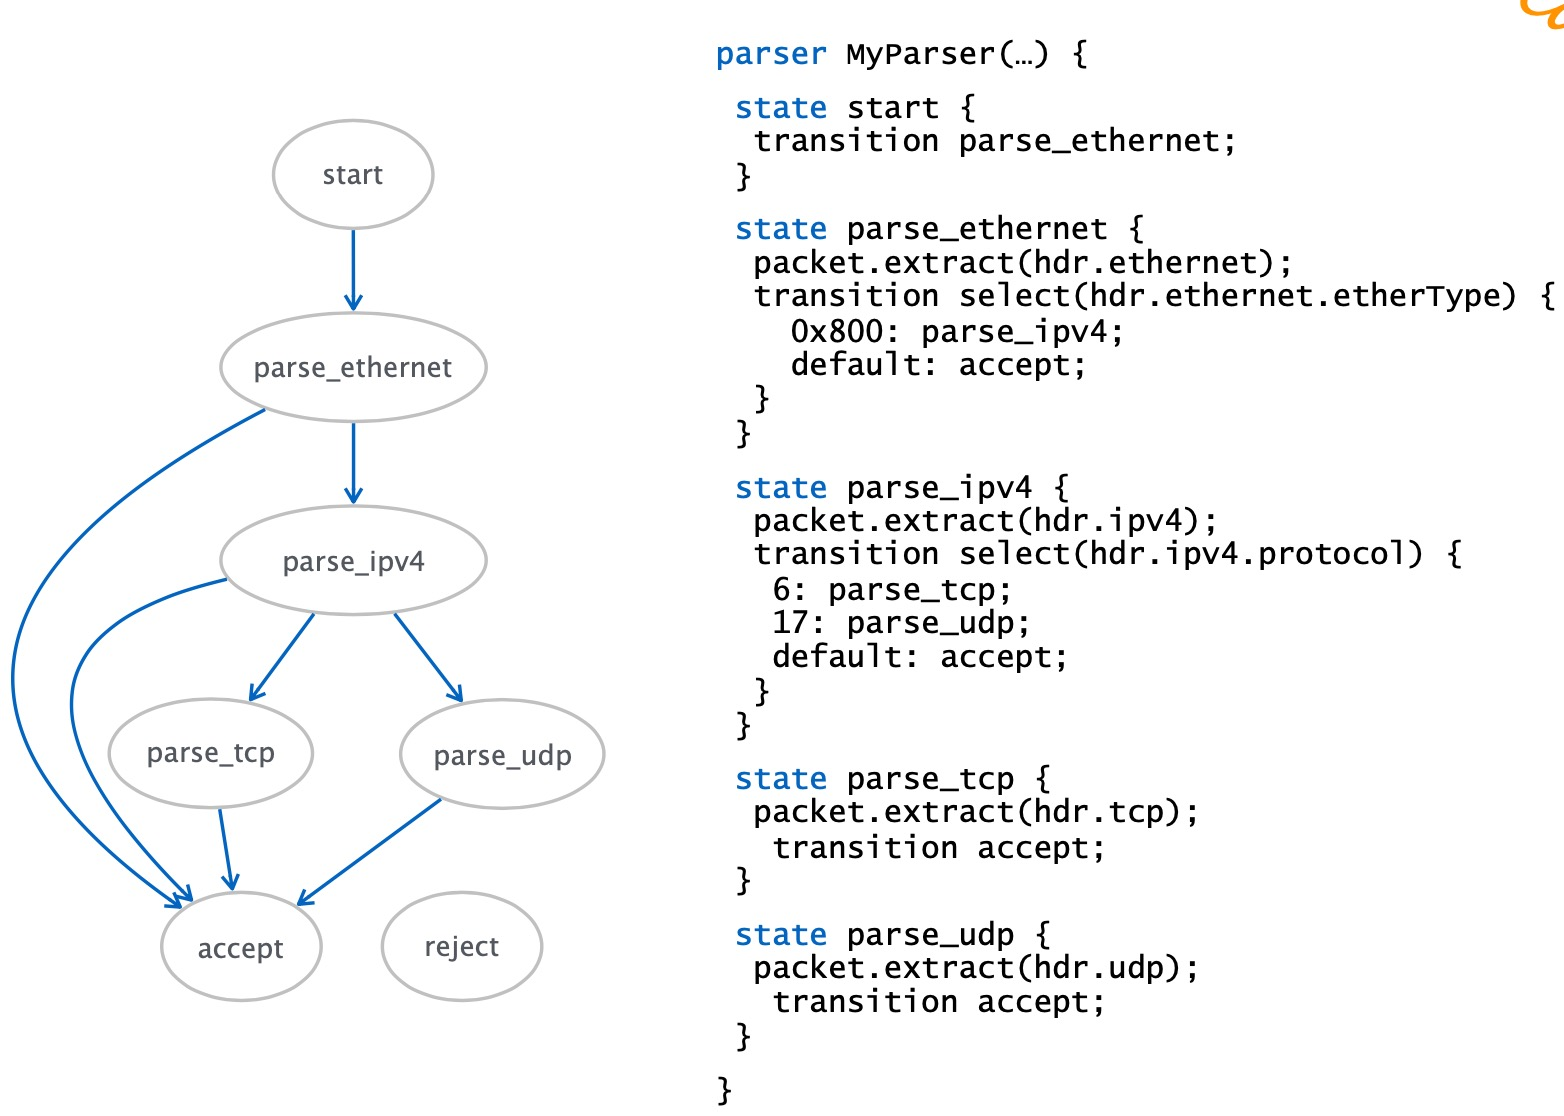 start
parse_ethernet
parse_ipv4
parse_tcp
parse_udp
accept
reject
parser MyParser(…) {
state start {
transition parse_ethernet;
}
state parse_ethernet {
packet.extract(hdr.ethernet);
transition select(hdr.ethernet.etherType) {
0x800: parse_ipv4;
default: accept;
}
}
state parse_ipv4 {
packet.extract(hdr.ipv4);
transition select(hdr.ipv4.protocol) {
6: parse_tcp;
17: parse_udp;
default: accept;
}
}
state parse_tcp {
packet.extract(hdr.tcp);
transition accept;
}
state parse_udp {
packet.extract(hdr.udp);
transition accept;
}
}